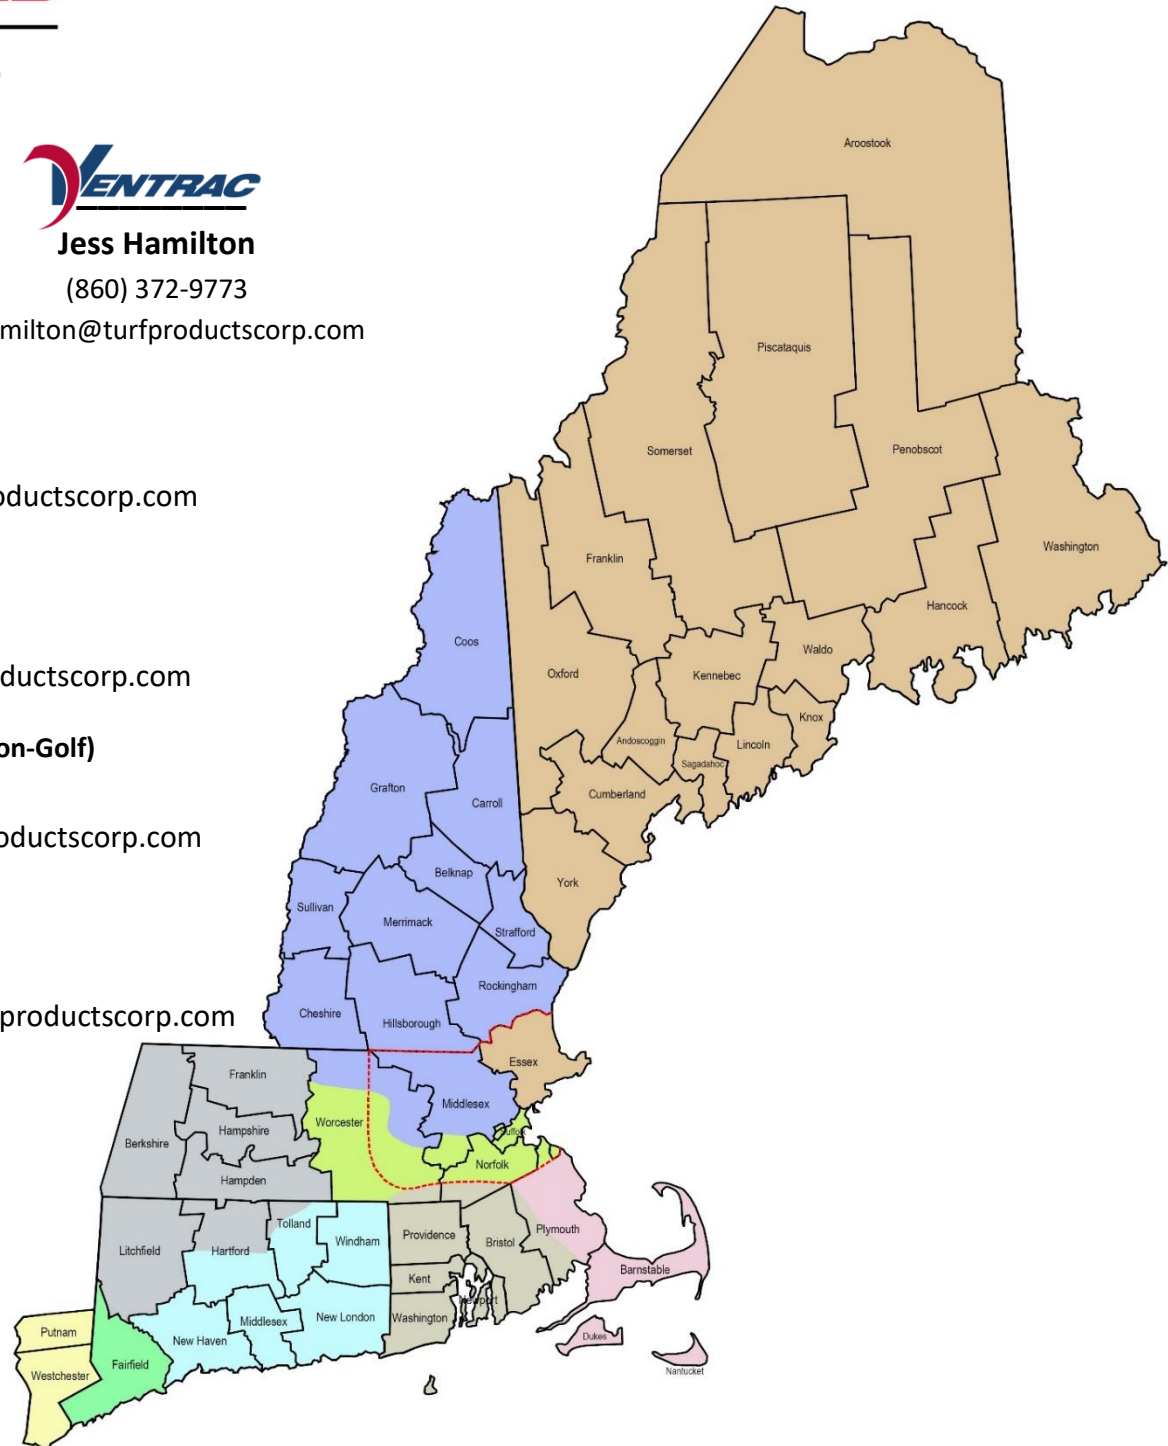 VENTRAC
Jess Hamilton
(860) 372-9773
milton@turfproductscorp.com
oductscorp.com
ductscorp.com
on-Golf)
oductscorp.com
productscorp.com
Aroostook
Piscataquis
Somerset
Penobscot
Washington
Franklin
Hancock
Coos
Waldo
Oxford
Kennebec
Knox
Andoscoggin
Lincoln
Sagadahoc
Grafton
Cumberland
Carroll
Belknap
York
Sullivan
Merrimack
Strafford
Rockingham
Cheshire
Hillsborough
Essex
Franklin
Middlesex
Worcester
Hampshire
Suffolk
Berkshire
Norfolk
Hampden
Tolland
Plymouth
Providence
Windham
Bristol
Litchfield
Hartford
Barnstable
Kent
Newport
New London
Washington
Middlesex
Putnam
Dukes
New Haven
Fairfield
Nantucket
Westchester